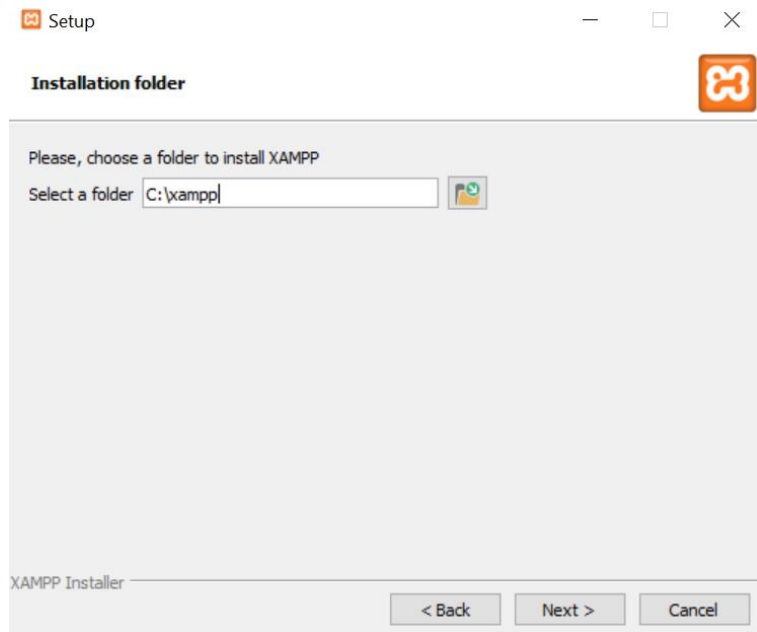 Setup
Installation folder
Please, choose a folder to install XAMPP
Select a folder C:\xampp
XAMPP Installer
< Back Next > Cancel